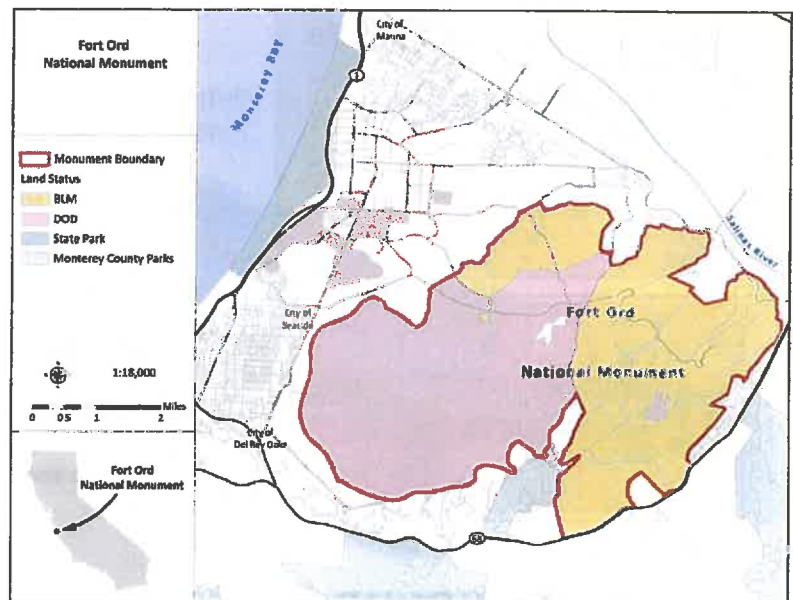 Fort Ord
National Monument
Monument Boundary
Land Status
BLM
DOD
State Park
Monterey County Parks
1:18,000
0 0.5 1 2 Miles
Fort Ord
National Monument
Monterey Bay
City of
Marina
1
Salinas River
City of
Seaside
Fort Ord
National Monument
City of
Del Rey Oaks
68